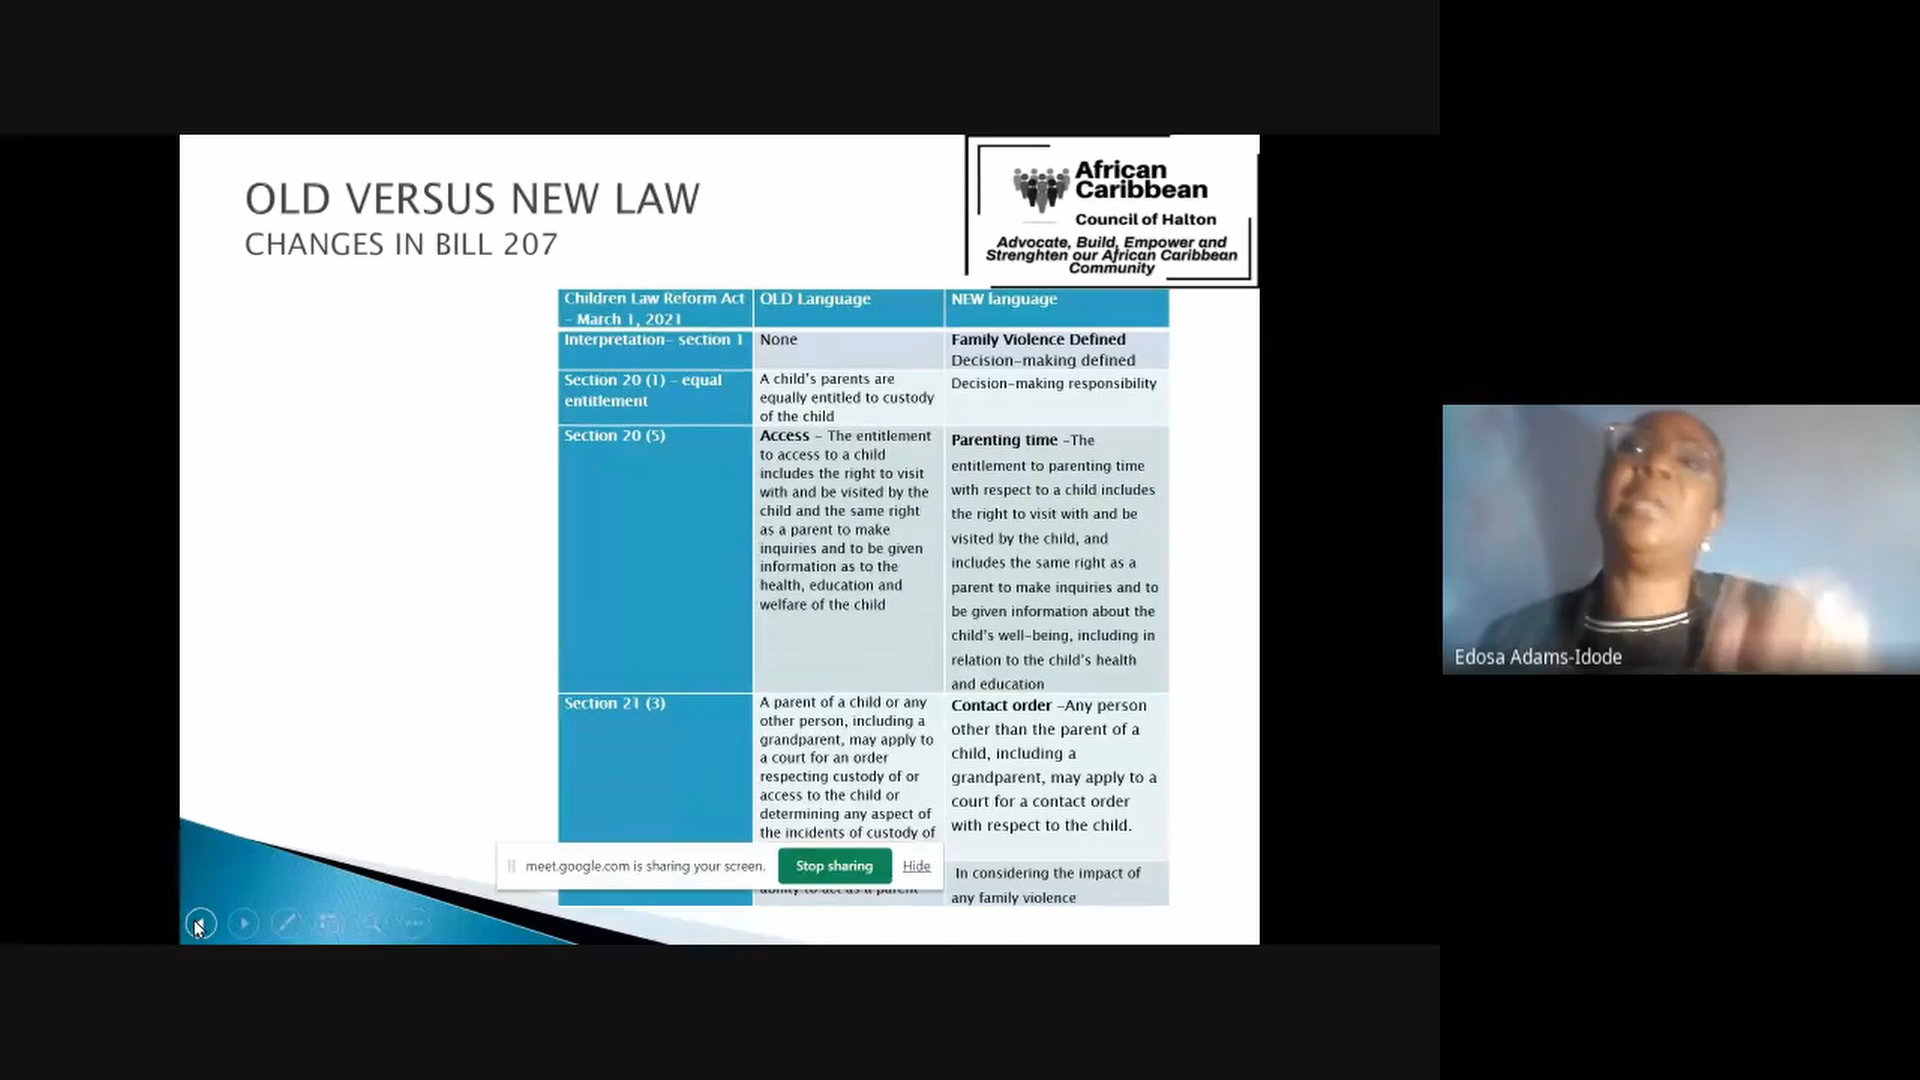 OLD VERSUS NEW LAW
CHANGES IN BILL 207
African
Caribbean
Council of Halton
Advocate, Build, Empower and
Strenghten our African Caribbean
Community
Children Law Reform Act
– March 1, 2021
OLD Language
NEW language
Interpretation– section 1
None
Family Violence Defined
Decision–making defined
Section 20 (1) – equal
entitlement
A child's parents are
equally entitled to custody
of the child
Decision–making responsibility
Section 20 (5)
Access – The entitlement
to access to a child
includes the right to visit
with and be visited by the
child and the same right
as a parent to make
inquiries and to be given
information as to the
health, education and
welfare of the child
Parenting time –The
entitlement to parenting time
with respect to a child includes
the right to visit with and be
visited by the child, and
includes the same right as a
parent to make inquiries and to
be given information about the
child's well–being, including in
relation to the child's health
and education
Section 21 (3)
A parent of a child or any
other person, including a
grandparent, may apply to
a court for an order
respecting custody of or
access to the child or
determining any aspect of
the incidents of custody of
Contact order –Any person
other than the parent of a
child, including a
grandparent, may apply to a
court for a contact order
with respect to the child.
meet.google.com is sharing your screen.
Stop sharing
Hide
ability to act as a parent
In considering the impact of
any family violence
Edosa Adams-Idode